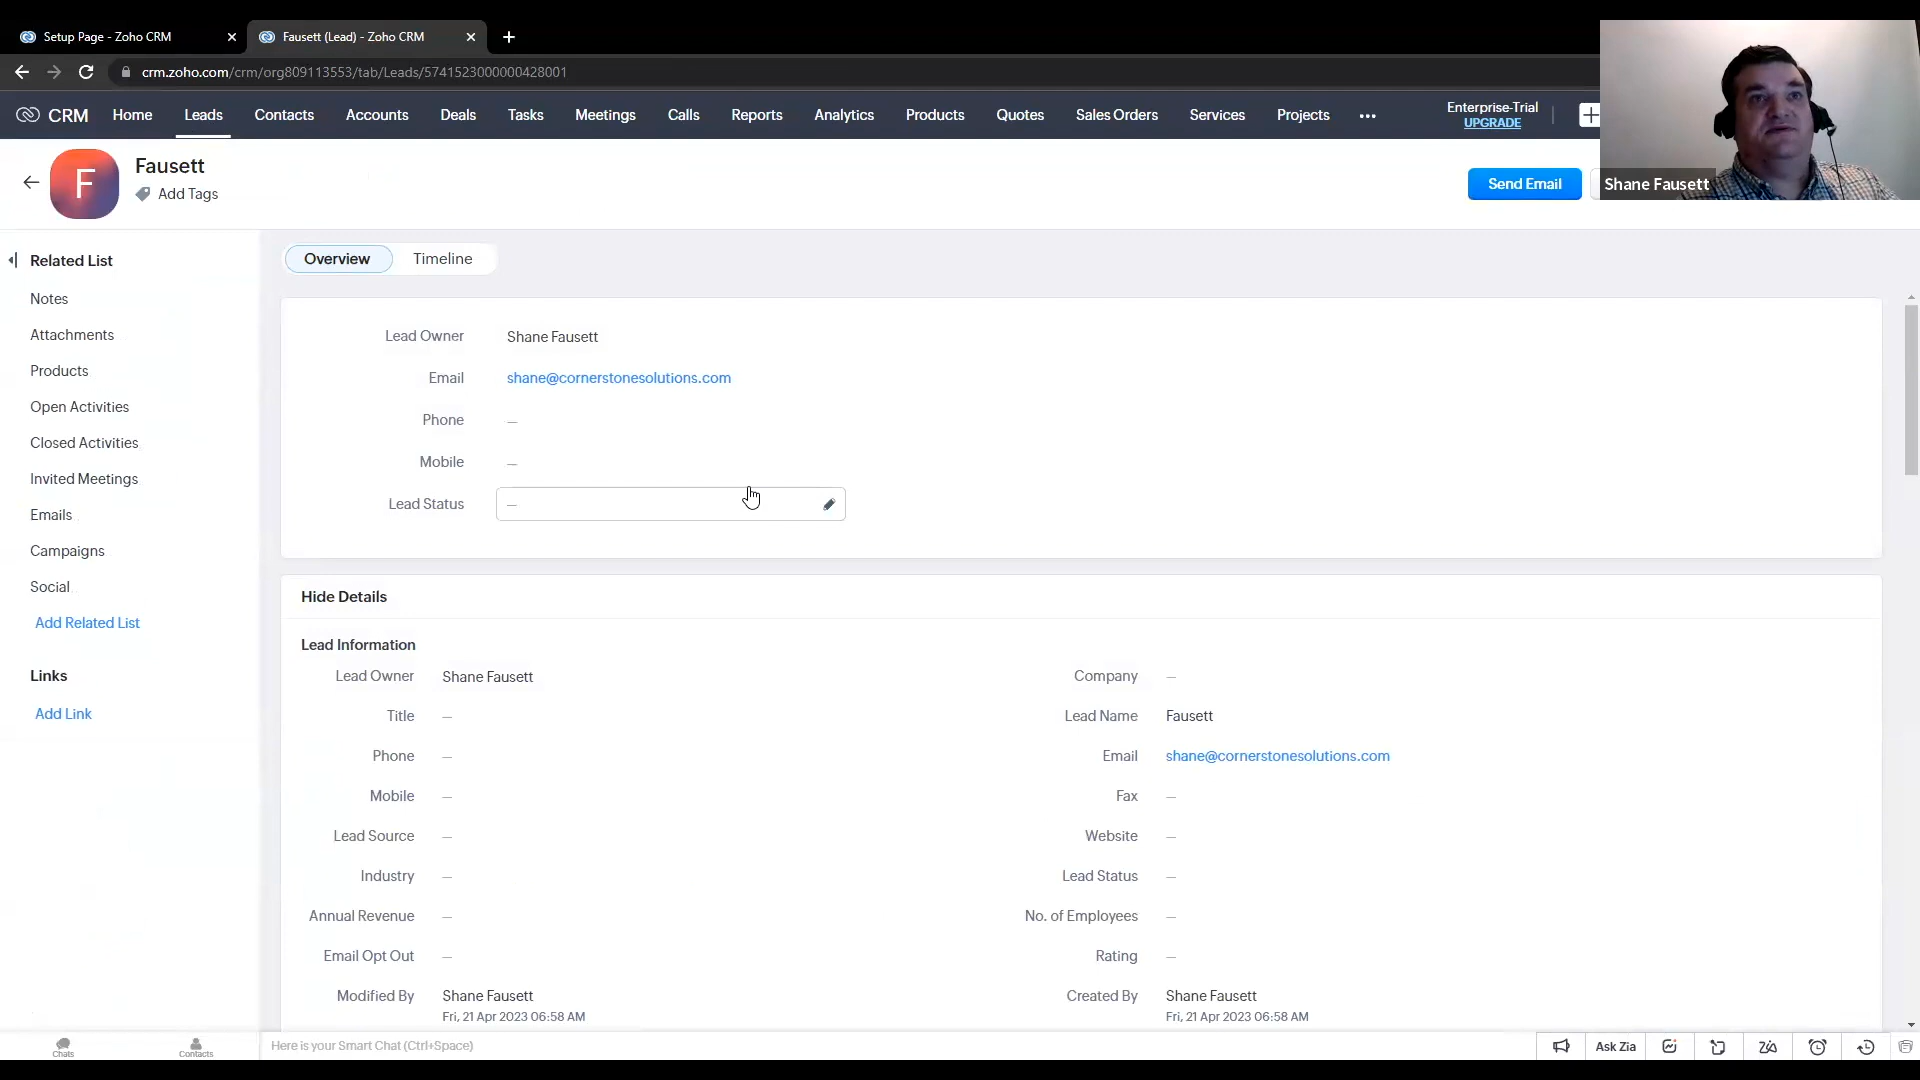 Setup Page - Zoho CRM
Fausett (Lead) - Zoho CRM
crm.zoho.com/crm/org809113553/tab/Leads/5741523000000428001
CRM Home Leads Contacts Accounts Deals Tasks Meetings Calls Reports Analytics Products Quotes Sales Orders Services Projects
Enterprise-Trial
UPGRADE
F
Fausett
Add Tags
Send Email
Shane Fausett
Related List
Notes
Attachments
Products
Open Activities
Closed Activities
Invited Meetings
Emails
Campaigns
Social
Add Related List
Links
Add Link
Overview Timeline
Lead Owner Shane Fausett
Email shane@cornerstonesolutions.com
Phone —
Mobile —
Lead Status —
Hide Details
Lead Information
Lead Owner Shane Fausett
Company —
Title —
Lead Name Fausett
Phone —
Email shane@cornerstonesolutions.com
Mobile —
Fax —
Lead Source —
Website —
Industry —
Lead Status —
Annual Revenue —
No. of Employees —
Email Opt Out —
Rating —
Modified By Shane Fausett
Fri, 21 Apr 2023 06:58 AM
Created By Shane Fausett
Fri, 21 Apr 2023 06:58 AM
Chats
Contacts
Here is your Smart Chat (Ctrl+Space)
Ask Zia